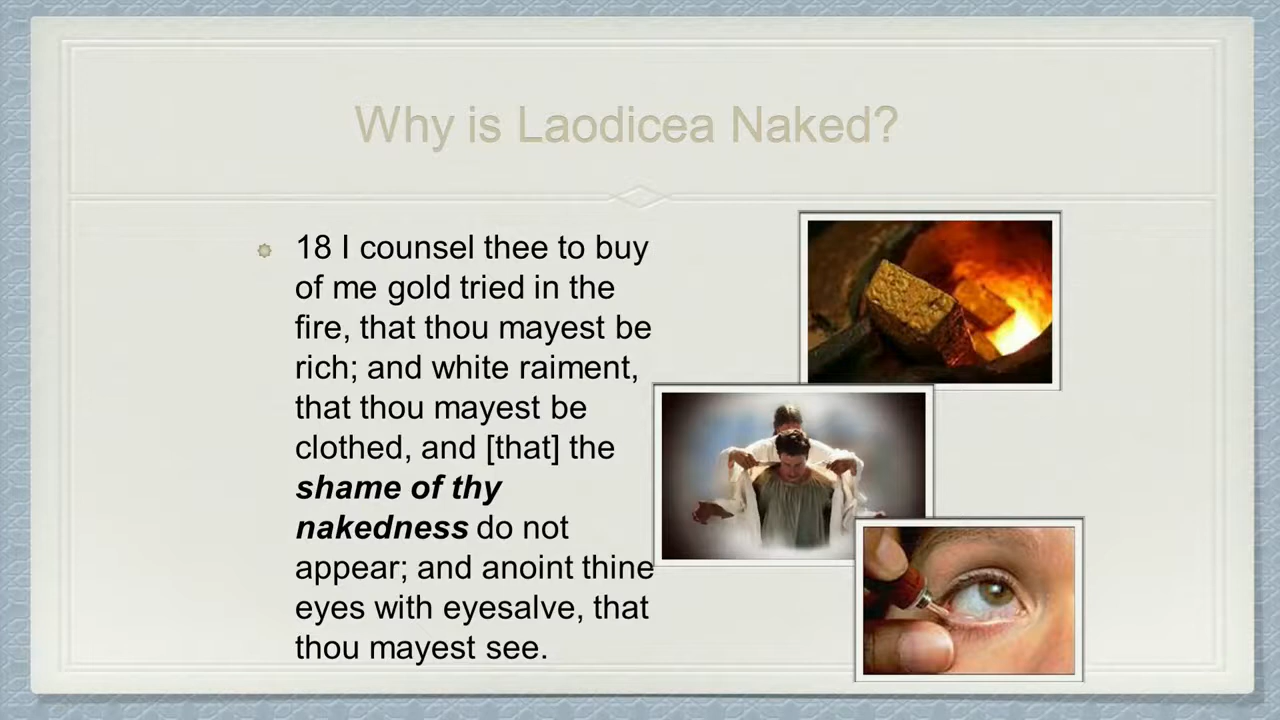 Why is Laodicea Naked?
18 I counsel thee to buy
of me gold tried in the
fire, that thou mayest be
rich; and white raiment,
that thou mayest be
clothed, and [that] the
shame of thy
nakedness do not
appear; and anoint thine
eyes with eyesalve, that
thou mayest see.